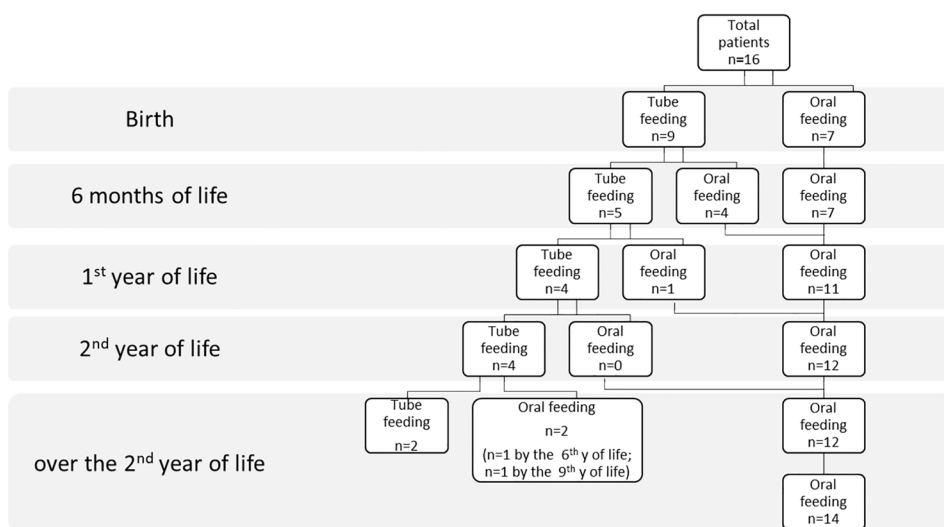 Total
patients
n=16
Birth
Tube
feeding
n=9
Oral
feeding
n=7
6 months of life
Tube
feeding
n=5
Oral
feeding
n=4
Oral
feeding
n=7
1st year of life
Tube
feeding
n=4
Oral
feeding
n=1
Oral
feeding
n=11
2nd year of life
Tube
feeding
n=4
Oral
feeding
n=0
Oral
feeding
n=12
over the 2nd year of life
Tube
feeding
n=2
Oral feeding
n=2
(n=1 by the 6th y of life;
n=1 by the 9th y of life)
Oral
feeding
n=12
Oral
feeding
n=14